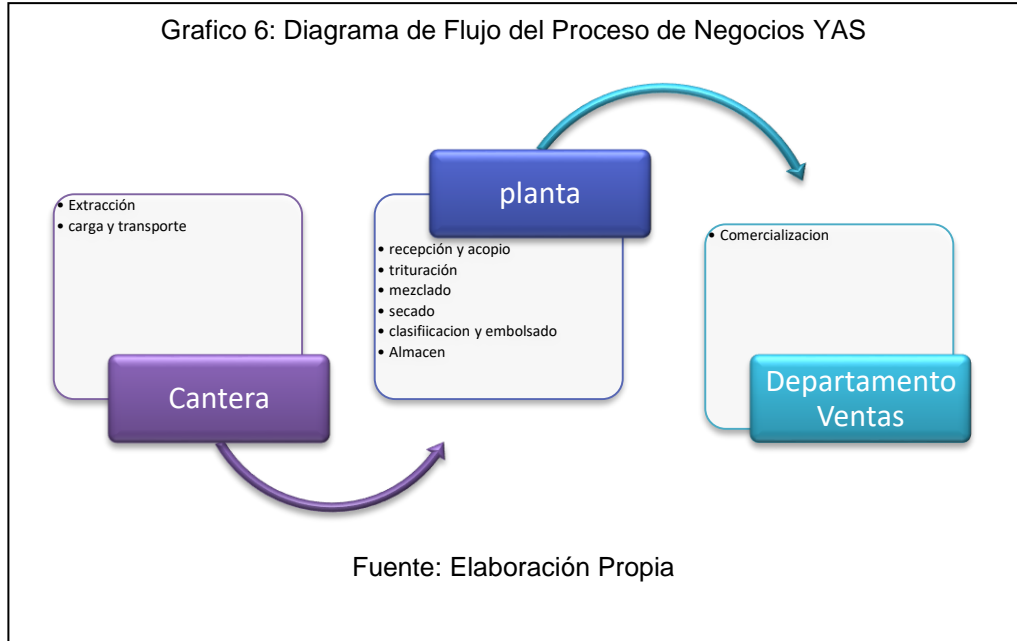 Grafico 6: Diagrama de Flujo del Proceso de Negocios YAS
• Extracción
• carga y transporte
Cantera
planta
• recepción y acopio
• trituración
• mezclado
• secado
• clasifiicacion y embolsado
• Almacen
• Comercializacion
Departamento
Ventas
Fuente: Elaboración Propia